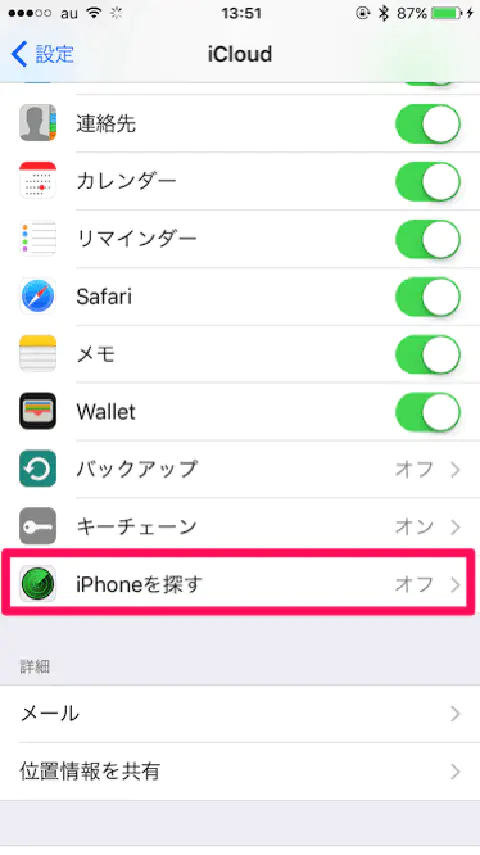 au 13:51 87%
設定 iCloud
連絡先
カレンダー
リマインダー
Safari
メモ
Wallet
バックアップ オフ
キーチェーン オン
iPhoneを探す オフ
詳細
メール
位置情報を共有